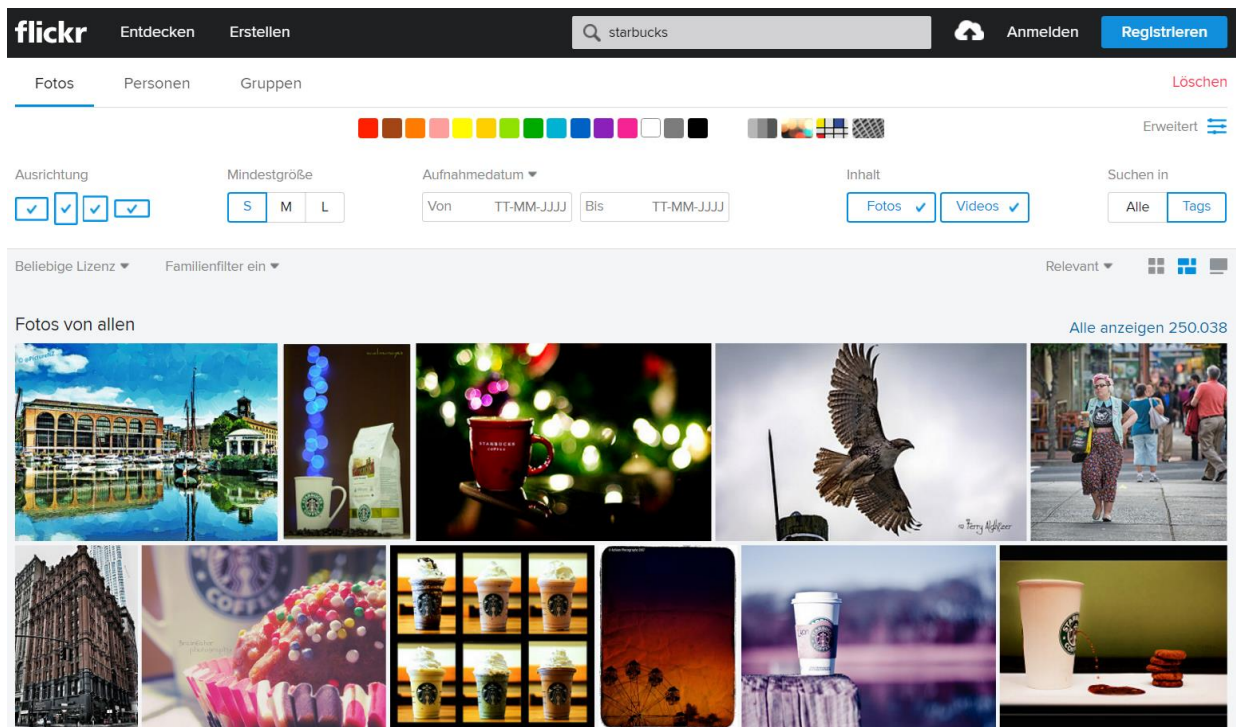 flickr Entdecken Erstellen starbucks Anmelden Registrieren
Fotos Personen Gruppen Löschen
Erweitert
Ausrichtung Mindestgröße Aufnahmedatum Inhalt Suchen in
S M L Von TT-MM-JJJJ Bis TT-MM-JJJJ Fotos Videos Alle Tags
Beliebige Lizenz Familienfilter ein Relevant
Fotos von allen Alle anzeigen 250.038
STARBUCKS
COFFEE
COFFEE